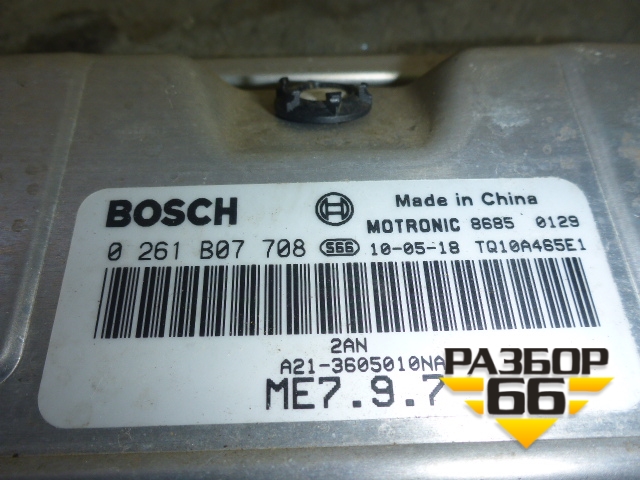 BOSCH
Made in China
MOTRONIC 8685 0129
0 261 B07 708 S66 10-05-18 TQ10A465E1
2AN
A21-3605010NA
ME7.9.7
РАЗБОР
66